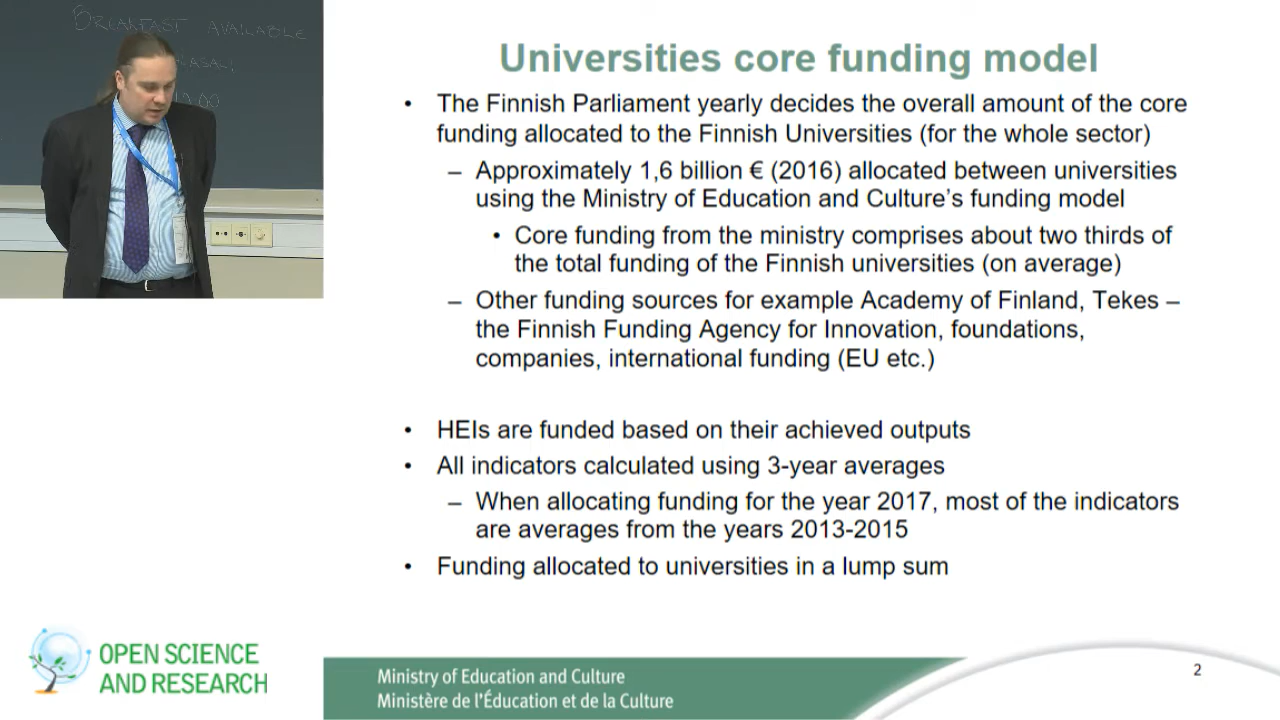 BREAKFAST AVAILABLE
Universities core funding model
• The Finnish Parliament yearly decides the overall amount of the core
funding allocated to the Finnish Universities (for the whole sector)
– Approximately 1,6 billion € (2016) allocated between universities
using the Ministry of Education and Culture's funding model
• Core funding from the ministry comprises about two thirds of
the total funding of the Finnish universities (on average)
– Other funding sources for example Academy of Finland, Tekes –
the Finnish Funding Agency for Innovation, foundations,
companies, international funding (EU etc.)
• HEIs are funded based on their achieved outputs
• All indicators calculated using 3-year averages
– When allocating funding for the year 2017, most of the indicators
are averages from the years 2013-2015
• Funding allocated to universities in a lump sum
OPEN SCIENCE
AND RESEARCH
Ministry of Education and Culture
Ministère de l'Éducation et de la Culture
2